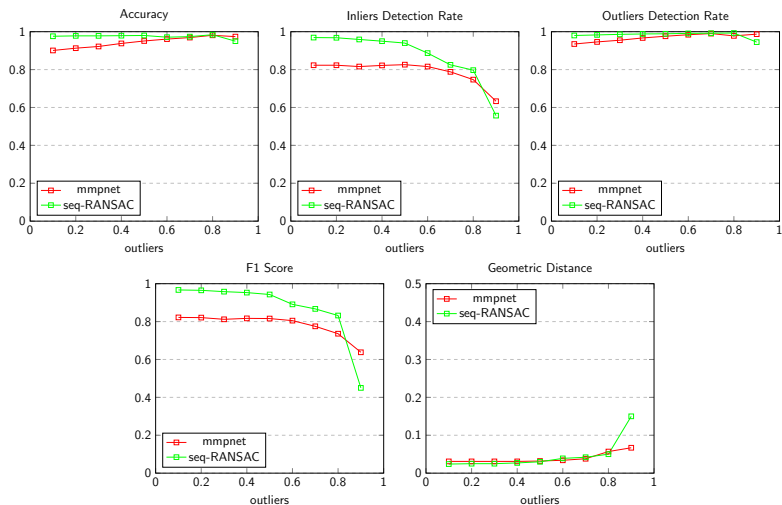 Accuracy
1
0.8
0.6
0.4
0.2
0
0 0.2 0.4 0.6 0.8 1
mmpnet
seq-RANSAC
outliers
Inliers Detection Rate
1
0.8
0.6
0.4
0.2
0
0 0.2 0.4 0.6 0.8 1
mmpnet
seq-RANSAC
outliers
Outliers Detection Rate
1
0.8
0.6
0.4
0.2
0
0 0.2 0.4 0.6 0.8 1
mmpnet
seq-RANSAC
outliers
F1 Score
1
0.8
0.6
0.4
0.2
0
0 0.2 0.4 0.6 0.8 1
mmpnet
seq-RANSAC
outliers
Geometric Distance
0.5
0.4
0.3
0.2
0.1
0
0 0.2 0.4 0.6 0.8 1
mmpnet
seq-RANSAC
outliers